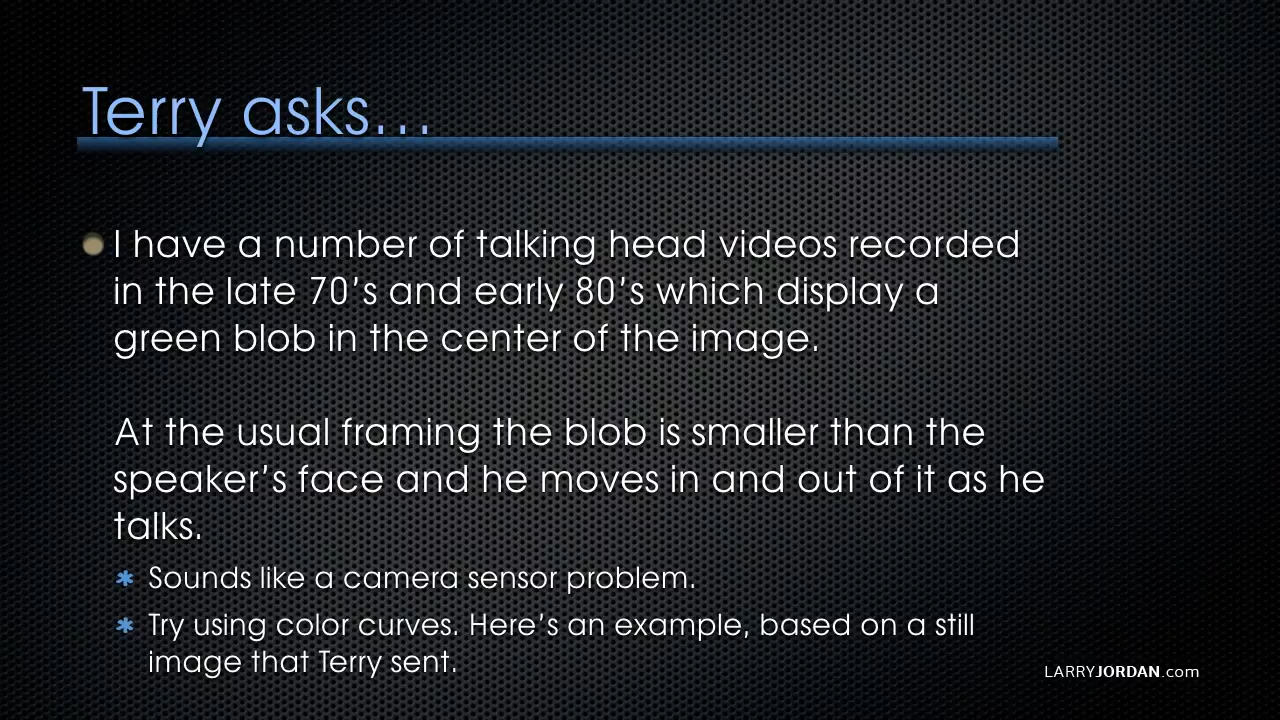 Terry asks…
I have a number of talking head videos recorded
in the late 70’s and early 80’s which display a
green blob in the center of the image.
At the usual framing the blob is smaller than the
speaker’s face and he moves in and out of it as he
talks.
Sounds like a camera sensor problem.
Try using color curves. Here’s an example, based on a still
image that Terry sent.
LARRYJORDAN.com